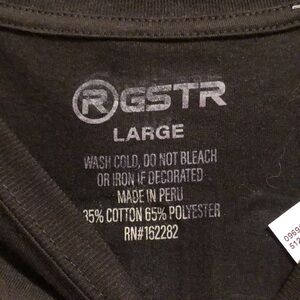 RGSTR
LARGE
WASH COLD, DO NOT BLEACH
OR IRON IF DECORATED
MADE IN PERU
35% COTTON 65% POLYESTER
RN#162282